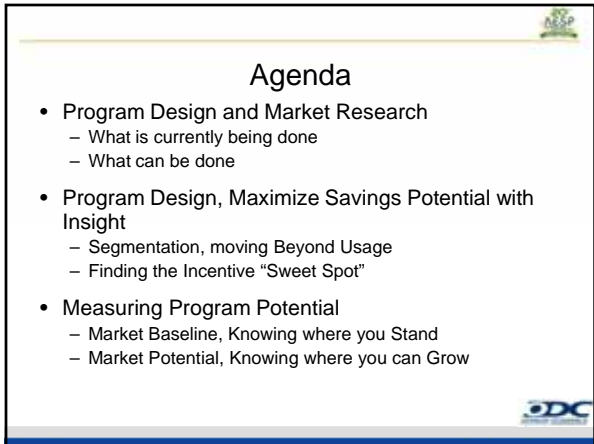 AESP
Agenda
• Program Design and Market Research
– What is currently being done
– What can be done
• Program Design, Maximize Savings Potential with
Insight
– Segmentation, moving Beyond Usage
– Finding the Incentive “Sweet Spot”
• Measuring Program Potential
– Market Baseline, Knowing where you Stand
– Market Potential, Knowing where you can Grow
ODC